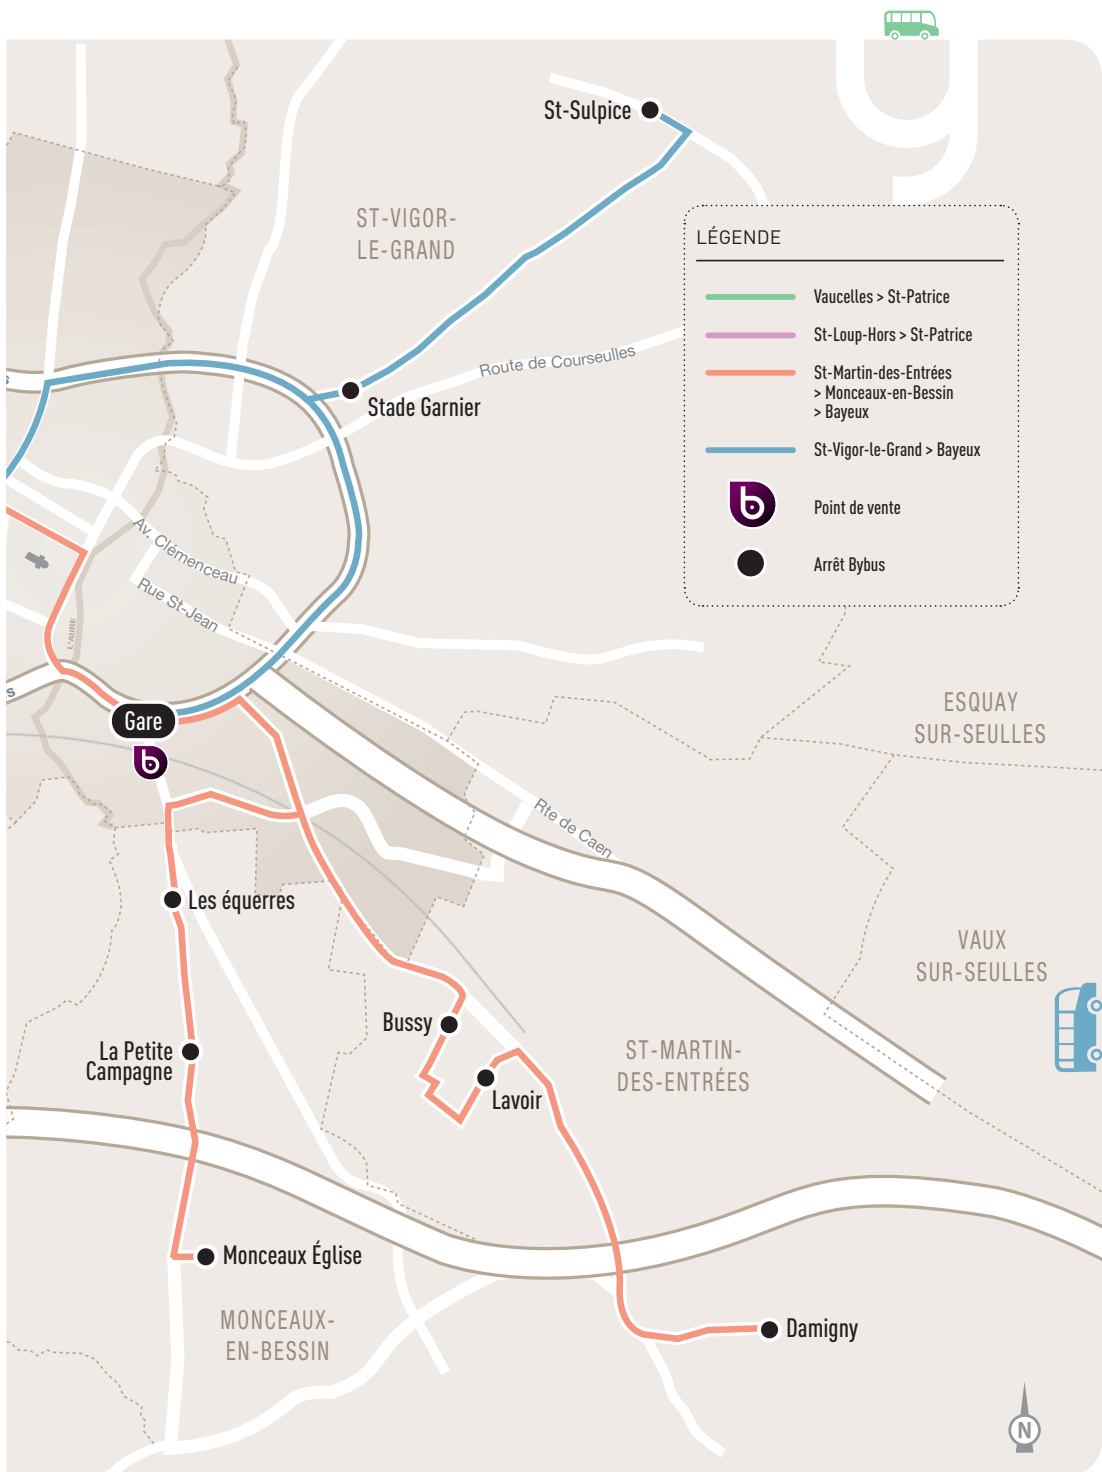 St-Sulpice
ST-VIGOR-
LE-GRAND
LÉGENDE
Vaucelles > St-Patrice
St-Loup-Hors > St-Patrice
St-Martin-des-Entrées
> Monceaux-en-Bessin
> Bayeux
St-Vigor-le-Grand > Bayeux
b
Point de vente
Arrêt Bybus
Route de Courseulles
Stade Garnier
s
Av. Clémenceau
Rue St-Jean
L'AURE
s
Gare
b
ESQUAY
SUR-SEULLES
Rte de Caen
Les équerres
VAUX
SUR-SEULLES
Bussy
La Petite
Campagne
ST-MARTIN-
DES-ENTRÉES
Lavoir
Monceaux Église
MONCEAUX-
EN-BESSIN
Damigny
N